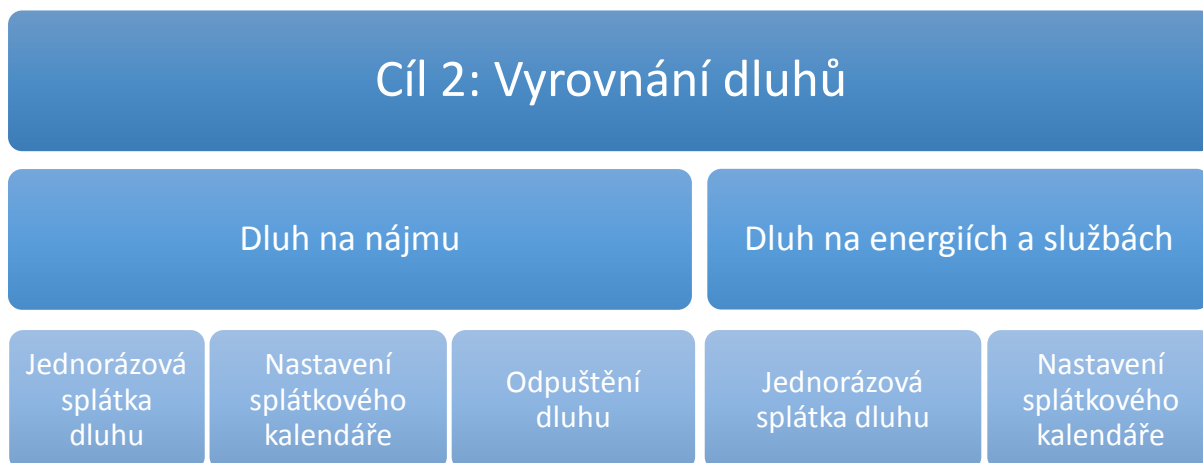 Cíl 2: Vyrovnání dluhů
Dluh na nájmu
Dluh na energiích a službách
Jednorázová
splátka
dluhu
Nastavení
splátkového
kalendáře
Odpuštění
dluhu
Jednorázová
splátka dluhu
Nastavení
splátkového
kalendáře